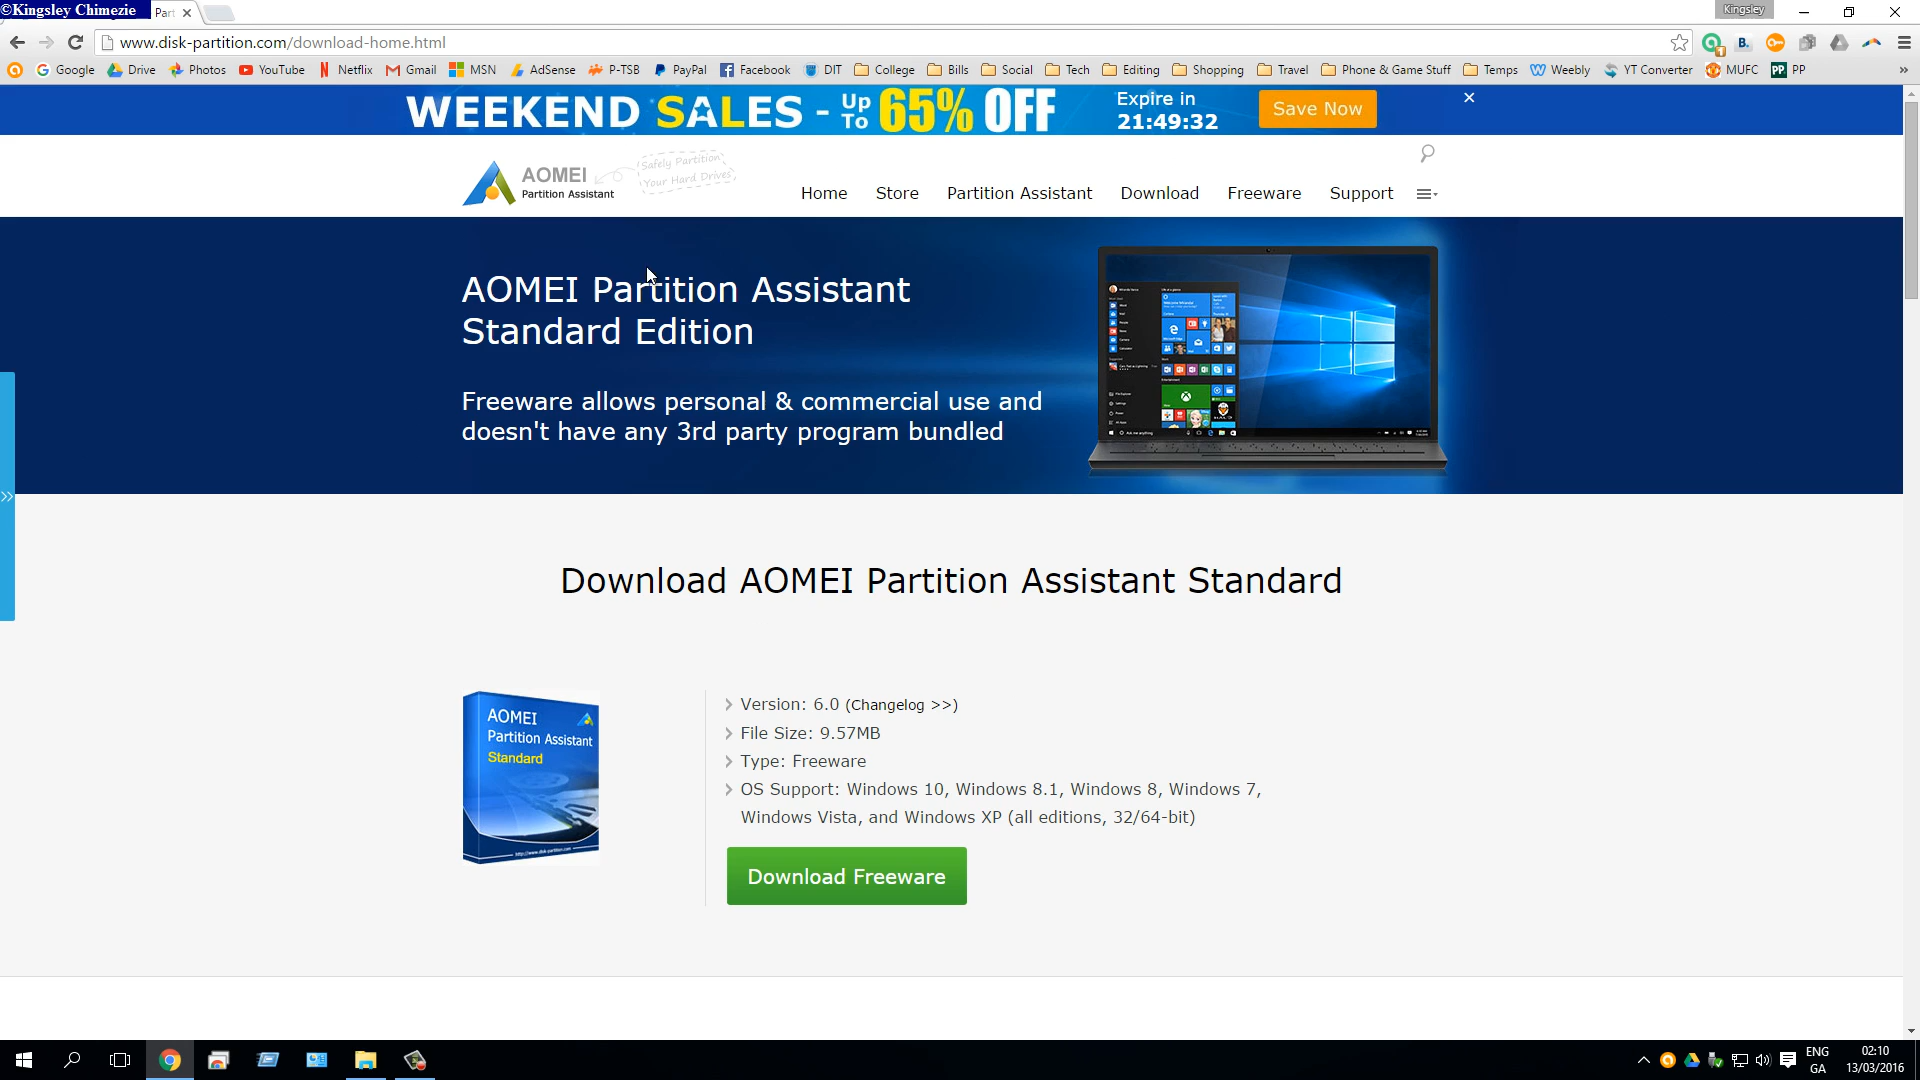 ©Kingsley Chimezie
Part
Kingsley
www.disk-partition.com/download-home.html
Google Drive Photos YouTube Netflix Gmail MSN AdSense P-TSB PayPal Facebook DIT College Bills Social Tech Editing Shopping Travel Phone & Game Stuff Temps Weebly YT Converter MUFC PP PP »
WEEKEND SALES - Up To 65% OFF
Expire in
21:49:32
Save Now
AOMEI
Partition Assistant
Safely Partition
Your Hard Drives
Home Store Partition Assistant Download Freeware Support
AOMEI Partition Assistant
Standard Edition
Freeware allows personal & commercial use and
doesn't have any 3rd party program bundled
Download AOMEI Partition Assistant Standard
AOMEI
Partition Assistant
Standard
http://www.disk-partition.com
Version: 6.0 (Changelog >>)
File Size: 9.57MB
Type: Freeware
OS Support: Windows 10, Windows 8.1, Windows 8, Windows 7,
Windows Vista, and Windows XP (all editions, 32/64-bit)
Download Freeware
ENG
GA
02:10
13/03/2016